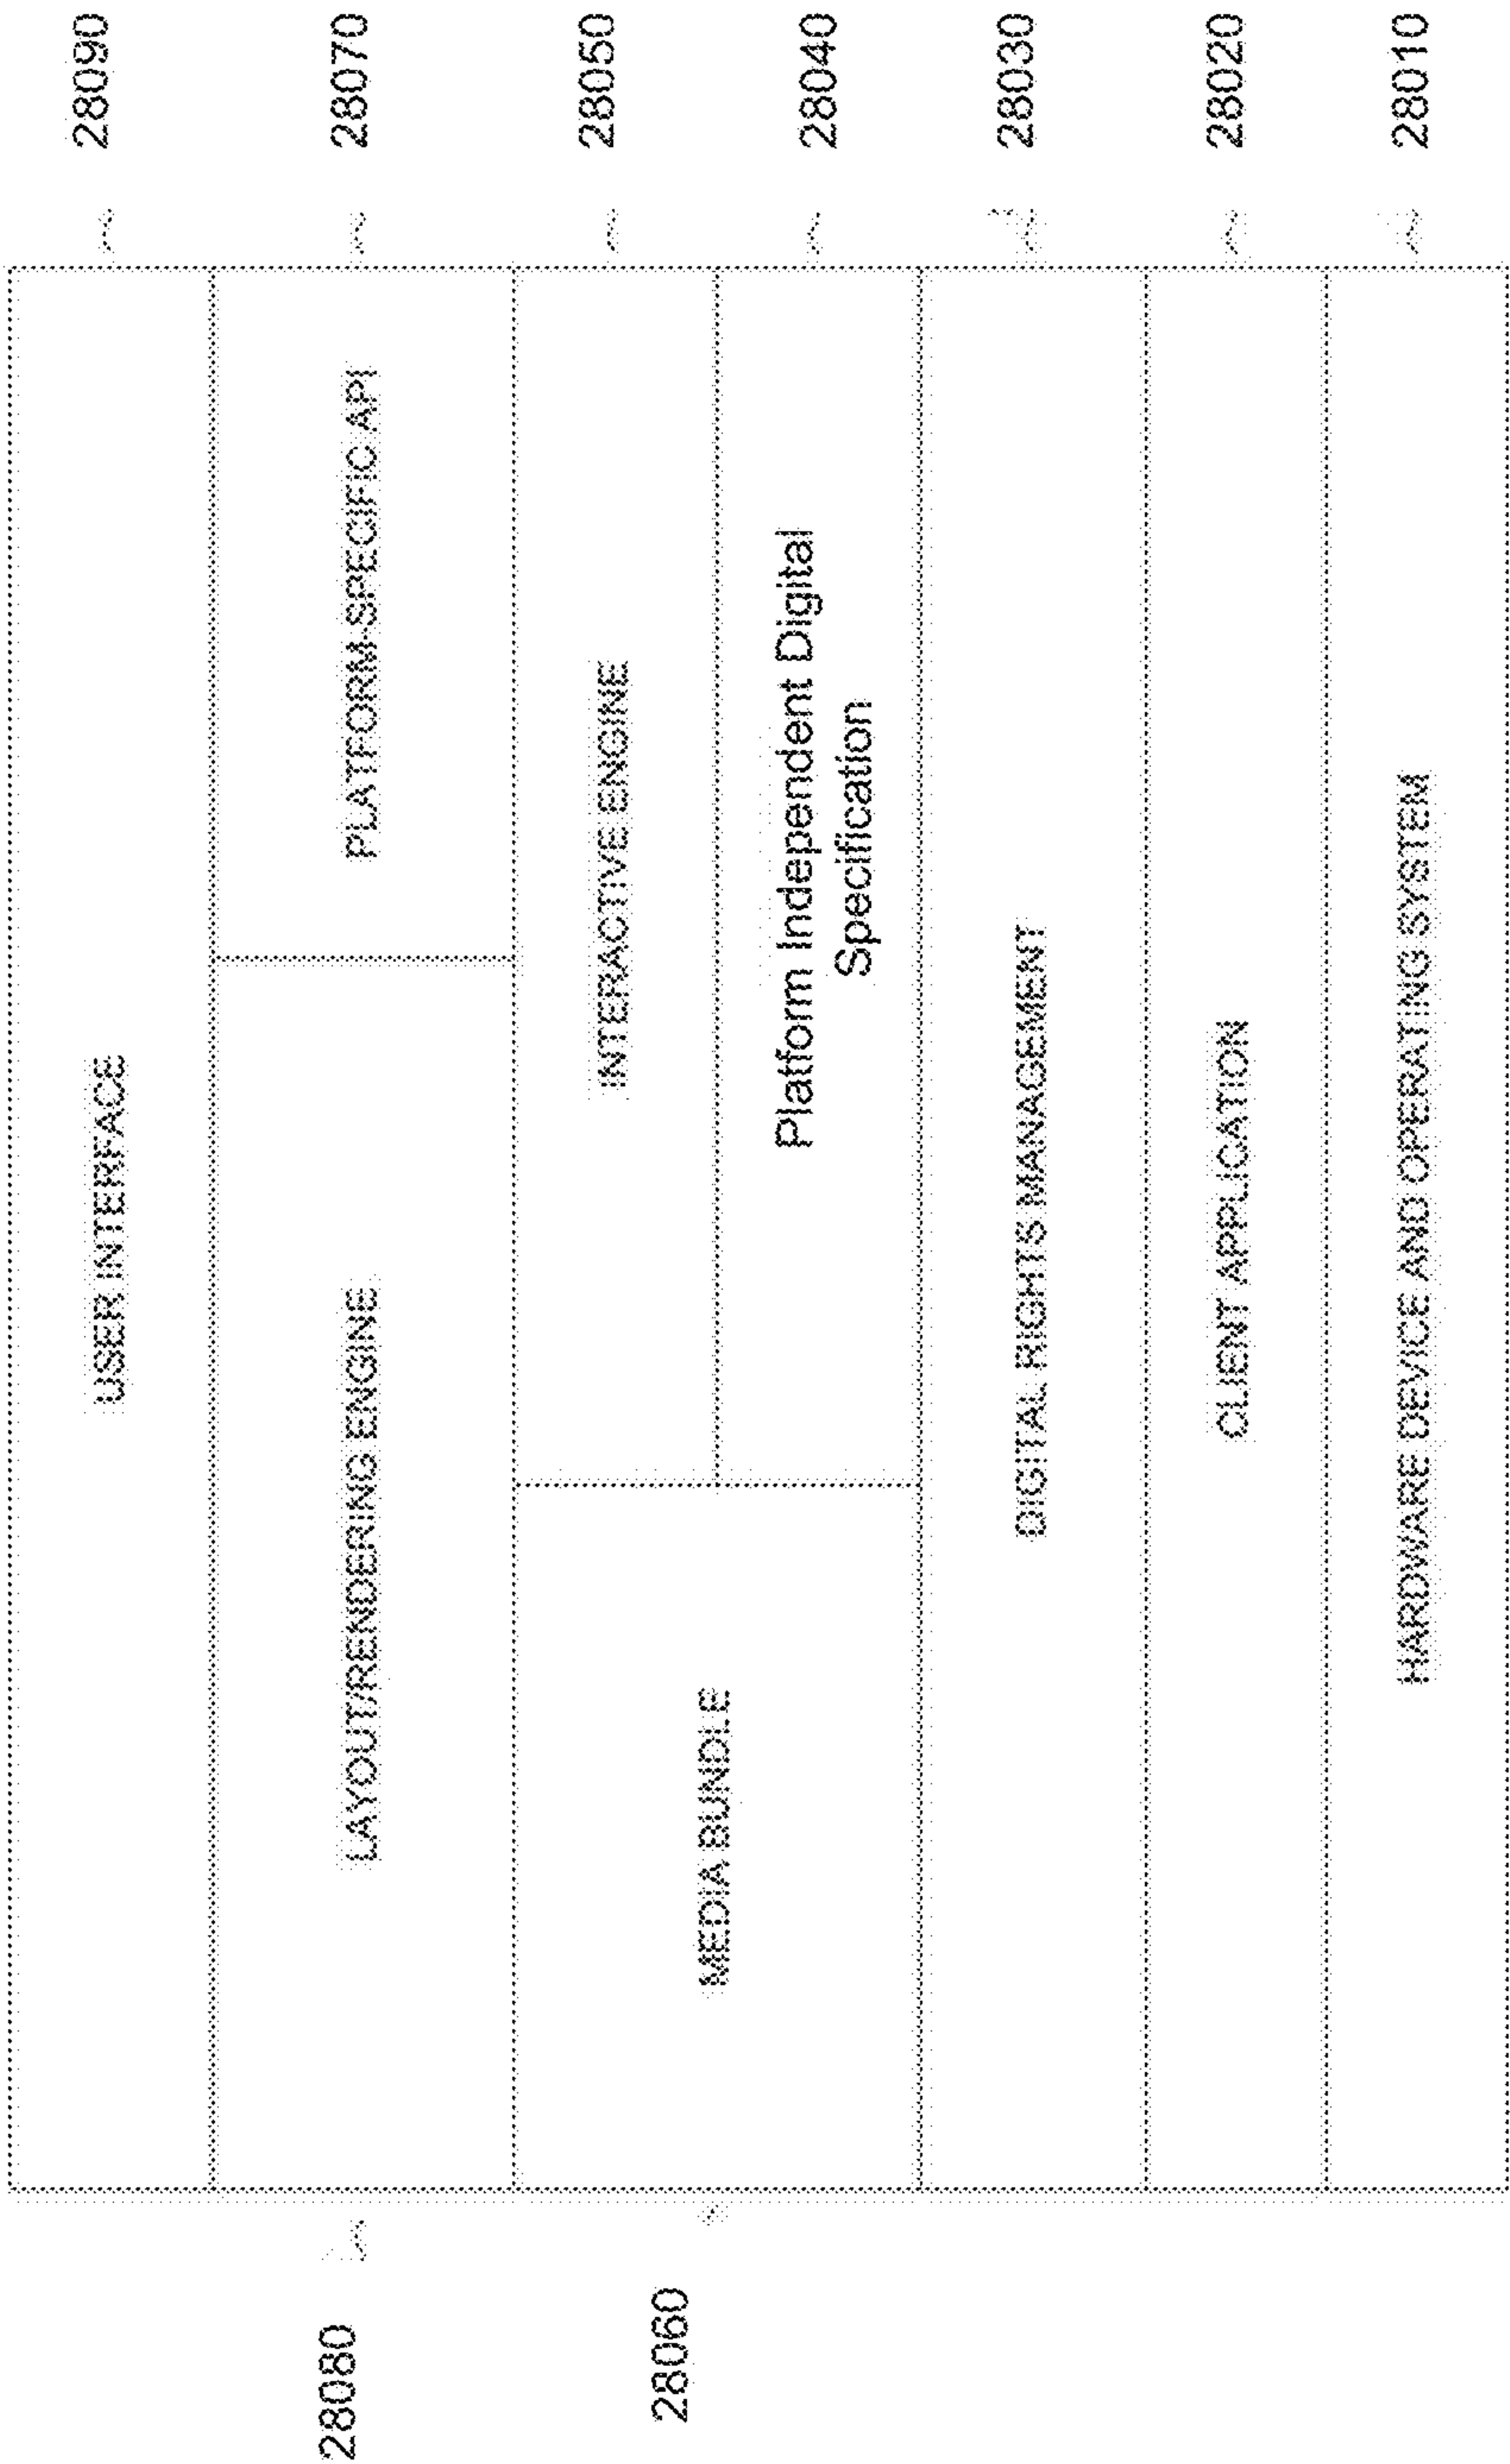 USER INTERFACE
28090
28080
LAYOUT/RENDERING ENGINE
PLATFORM-SPECIFIC API
28070
INTERACTIVE ENGINE
28050
28060
MEDIA BUNDLE
Platform Independent Digital
Specification
28040
DIGITAL RIGHTS MANAGEMENT
28030
CLIENT APPLICATION
28020
HARDWARE DEVICE AND OPERATING SYSTEM
28010